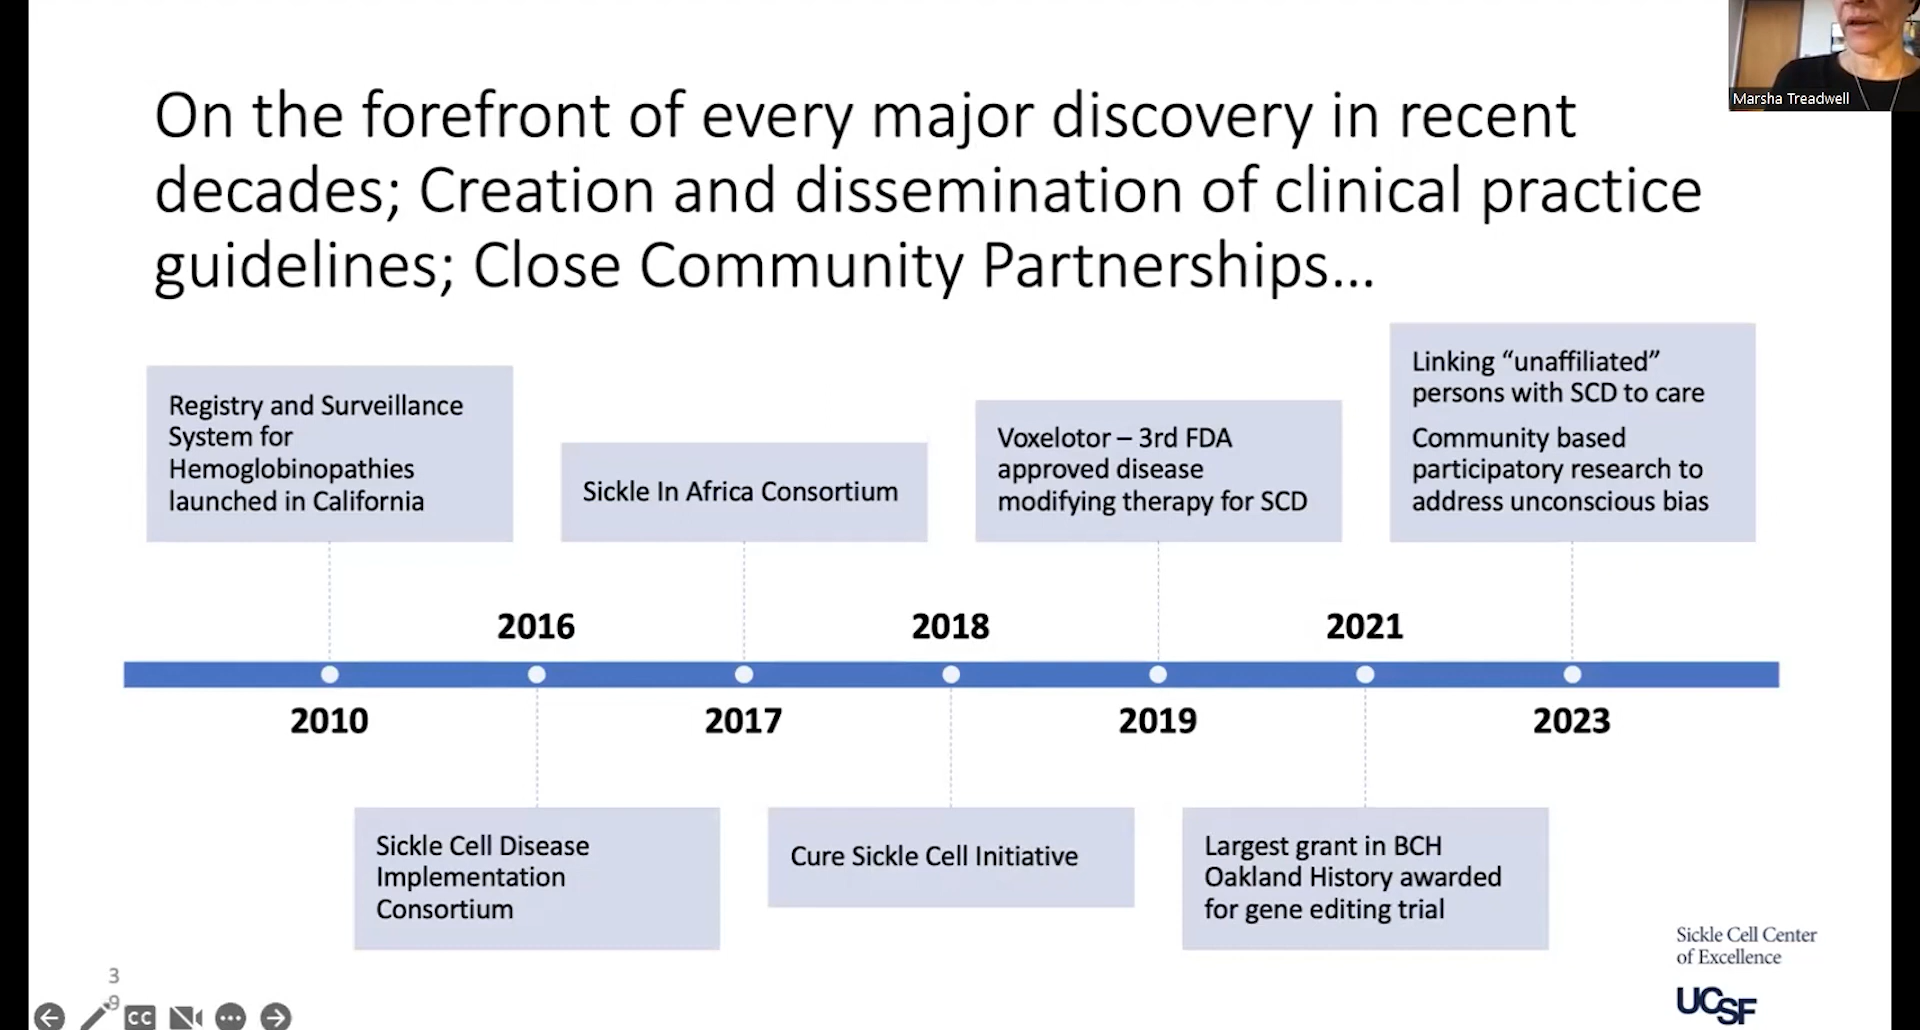 Marsha Treadwell
On the forefront of every major discovery in recent
decades; Creation and dissemination of clinical practice
guidelines; Close Community Partnerships...
Registry and Surveillance
System for
Hemoglobinopathies
launched in California
Sickle In Africa Consortium
Voxelotor – 3rd FDA
approved disease
modifying therapy for SCD
Linking “unaffiliated”
persons with SCD to care
Community based
participatory research to
address unconscious bias
2016
2018
2021
2010
2017
2019
2023
Sickle Cell Disease
Implementation
Consortium
Cure Sickle Cell Initiative
Largest grant in BCH
Oakland History awarded
for gene editing trial
Sickle Cell Center
of Excellence
UCSF
3
9
CC